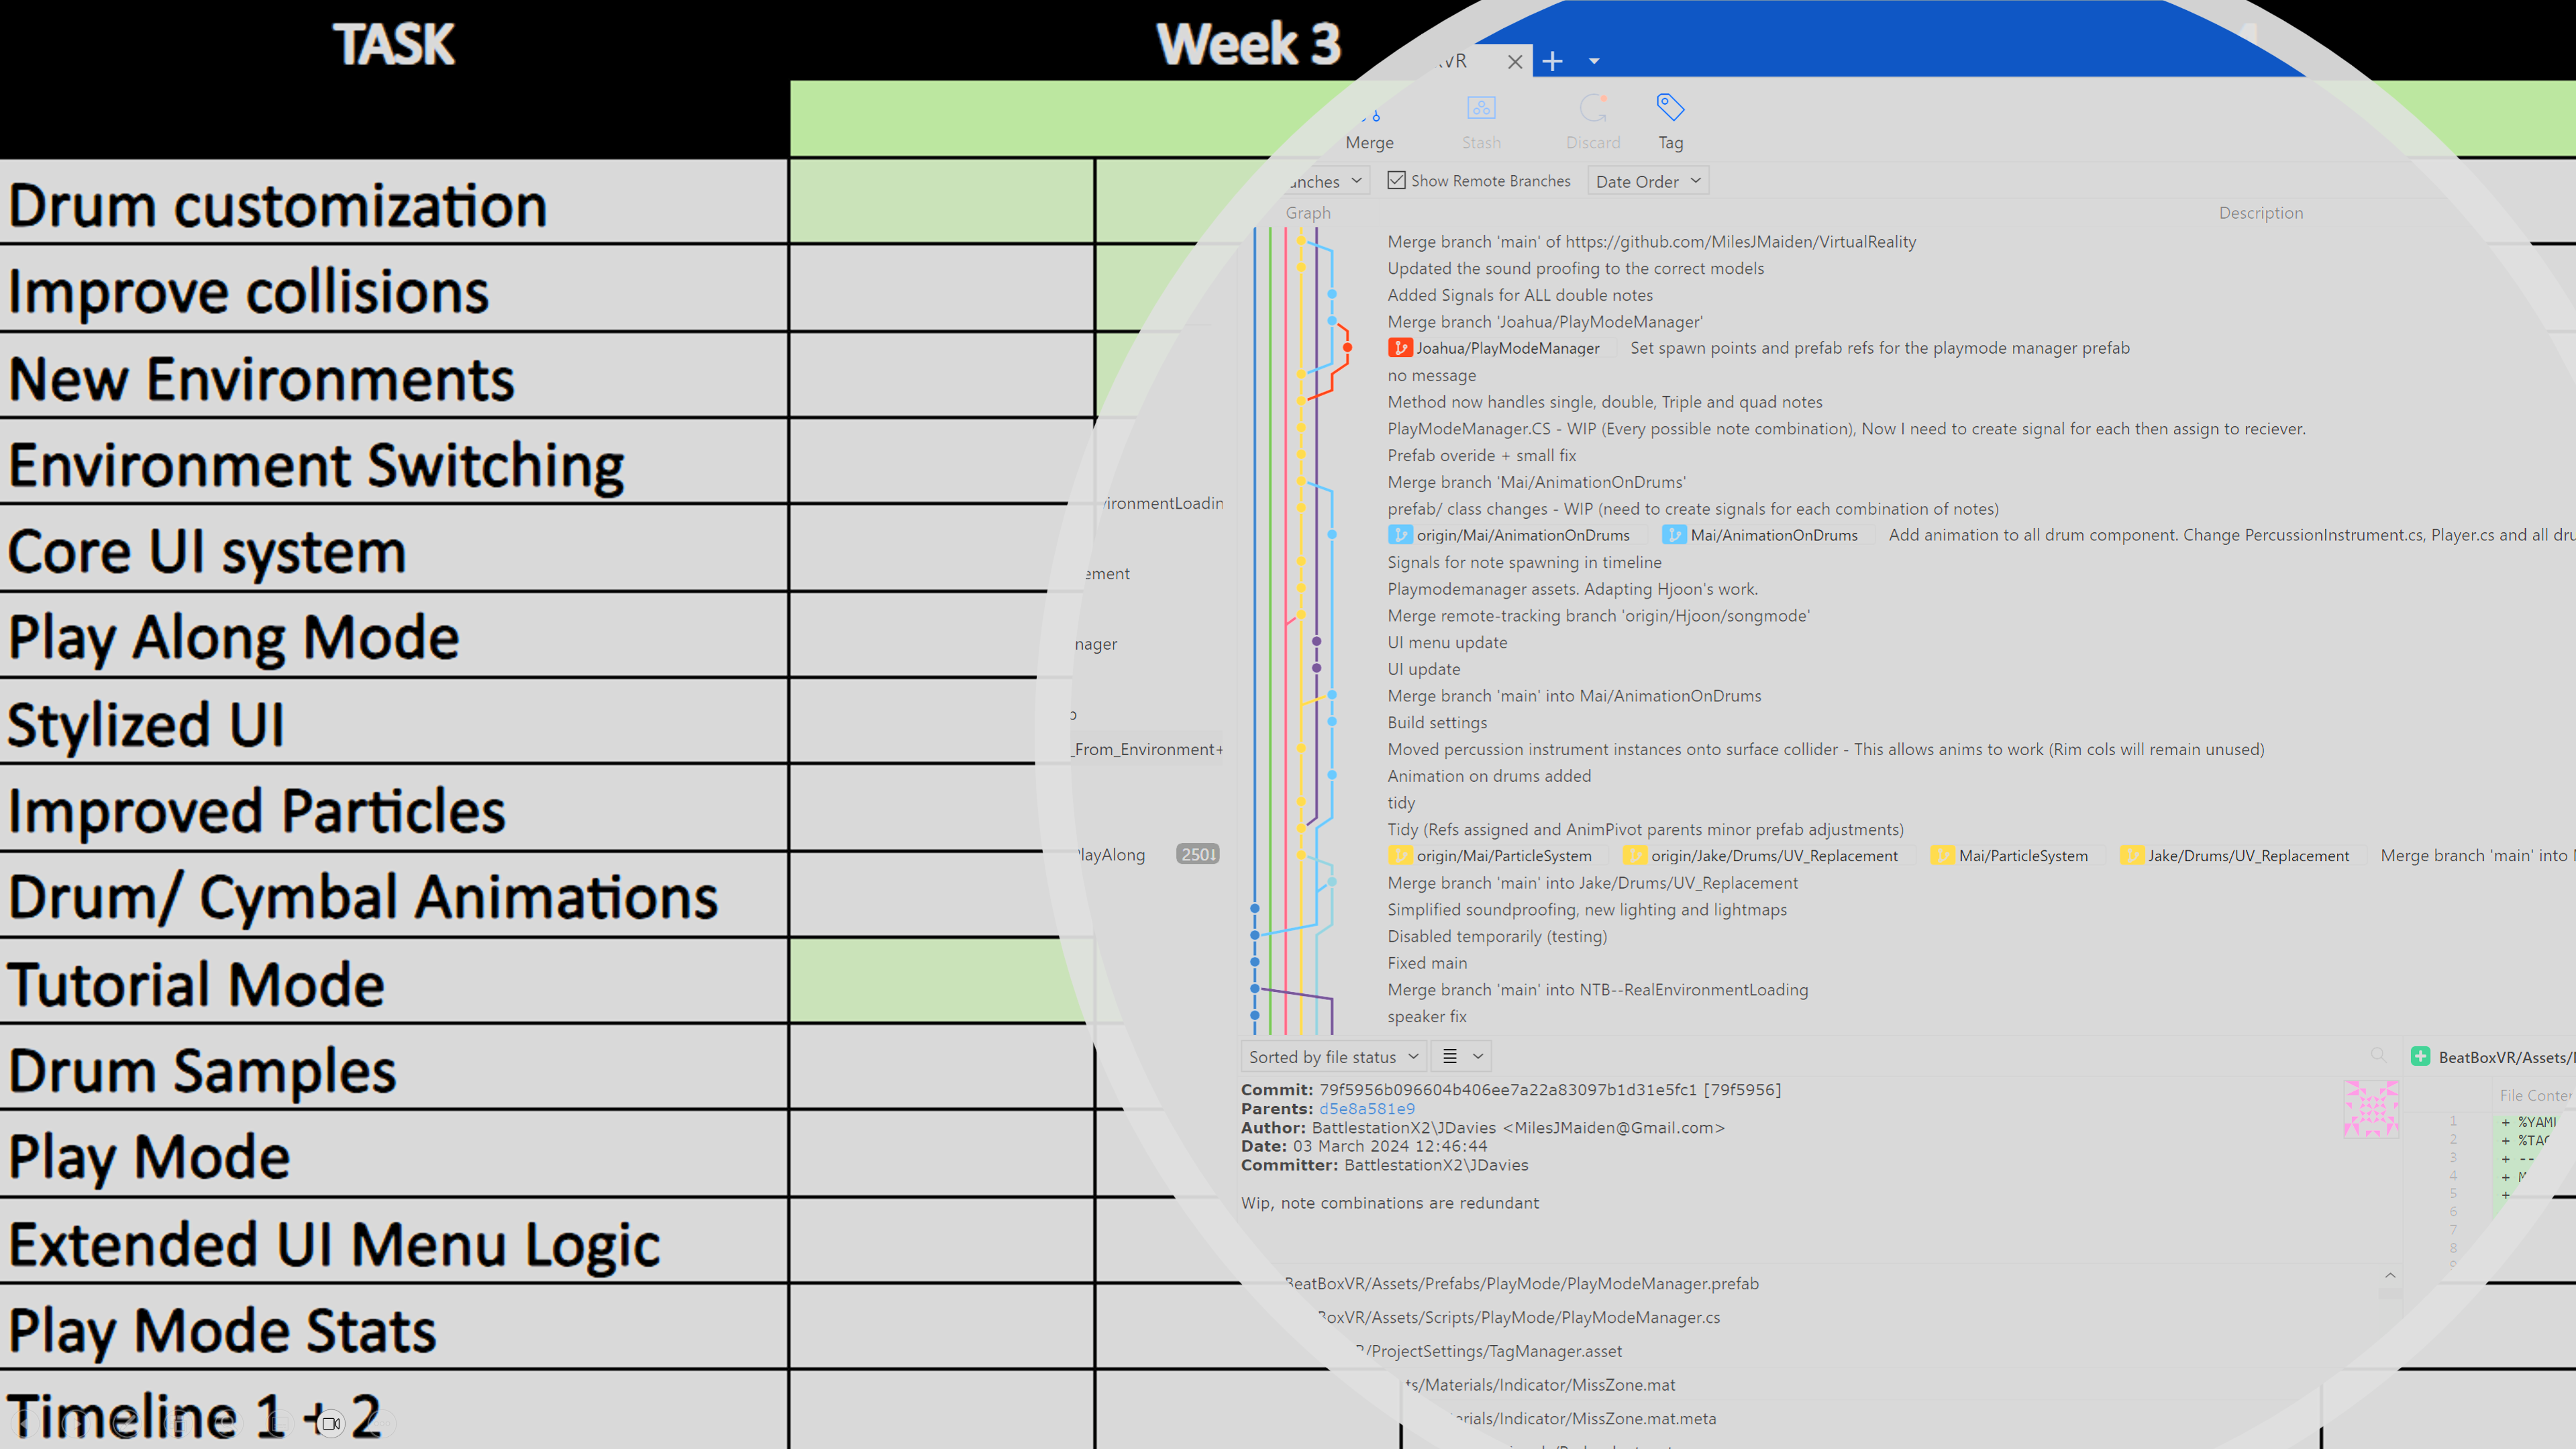 TASK
Week 3
Drum customization
Improve collisions
New Environments
Environment Switching
Core UI system
Play Along Mode
Stylized UI
Improved Particles
Drum/ Cymbal Animations
Tutorial Mode
Drum Samples
Play Mode
Extended UI Menu Logic
Play Mode Stats
Timeline 1 + 2
VR
Merge Stash Discard Tag
Show Remote Branches Date Order
Graph Description
Merge branch 'main' of https://github.com/MilesJMaiden/VirtualReality
Updated the sound proofing to the correct models
Added Signals for ALL double notes
Merge branch 'Joahua/PlayModeManager'
Joahua/PlayModeManager Set spawn points and prefab refs for the playmode manager prefab
no message
Method now handles single, double, Triple and quad notes
PlayModeManager.CS - WIP (Every possible note combination), Now I need to create signal for each then assign to reciever.
Prefab overide + small fix
Merge branch 'Mai/AnimationOnDrums'
prefab/ class changes - WIP (need to create signals for each combination of notes)
origin/Mai/AnimationOnDrums Mai/AnimationOnDrums Add animation to all drum component. Change PercussionInstrument.cs, Player.cs and all dru
Signals for note spawning in timeline
Playmodemanager assets. Adapting Hjoon's work.
Merge remote-tracking branch 'origin/Hjoon/songmode'
UI menu update
UI update
Merge branch 'main' into Mai/AnimationOnDrums
Build settings
Moved percussion instrument instances onto surface collider - This allows anims to work (Rim cols will remain unused)
Animation on drums added
tidy
Tidy (Refs assigned and AnimPivot parents minor prefab adjustments)
origin/Mai/ParticleSystem origin/Jake/Drums/UV_Replacement Mai/ParticleSystem Jake/Drums/UV_Replacement Merge branch 'main' into
Merge branch 'main' into Jake/Drums/UV_Replacement
Simplified soundproofing, new lighting and lightmaps
Disabled temporarily (testing)
Fixed main
Merge branch 'main' into NTB--RealEnvironmentLoading
speaker fix
ironmentLoadin
ement
nager
_From_Environment+
layAlong 250↓
Sorted by file status
Commit: 79f5956b096604b406ee7a22a83097b1d31e5fc1 [79f5956]
Parents: d5e8a581e9
Author: BattlestationX2\JDavies <MilesJMaiden@Gmail.com>
Date: 03 March 2024 12:46:44
Committer: BattlestationX2\JDavies
Wip, note combinations are redundant
BeatBoxVR/Assets/Prefabs/PlayMode/PlayModeManager.prefab
BoxVR/Assets/Scripts/PlayMode/PlayModeManager.cs
/ProjectSettings/TagManager.asset
ts/Materials/Indicator/MissZone.mat
erials/Indicator/MissZone.mat.meta
BeatBoxVR/Assets/
File Conte
1 + %YAM
2 + %TAG
3 + --
4 + M
5 +
6
7
8